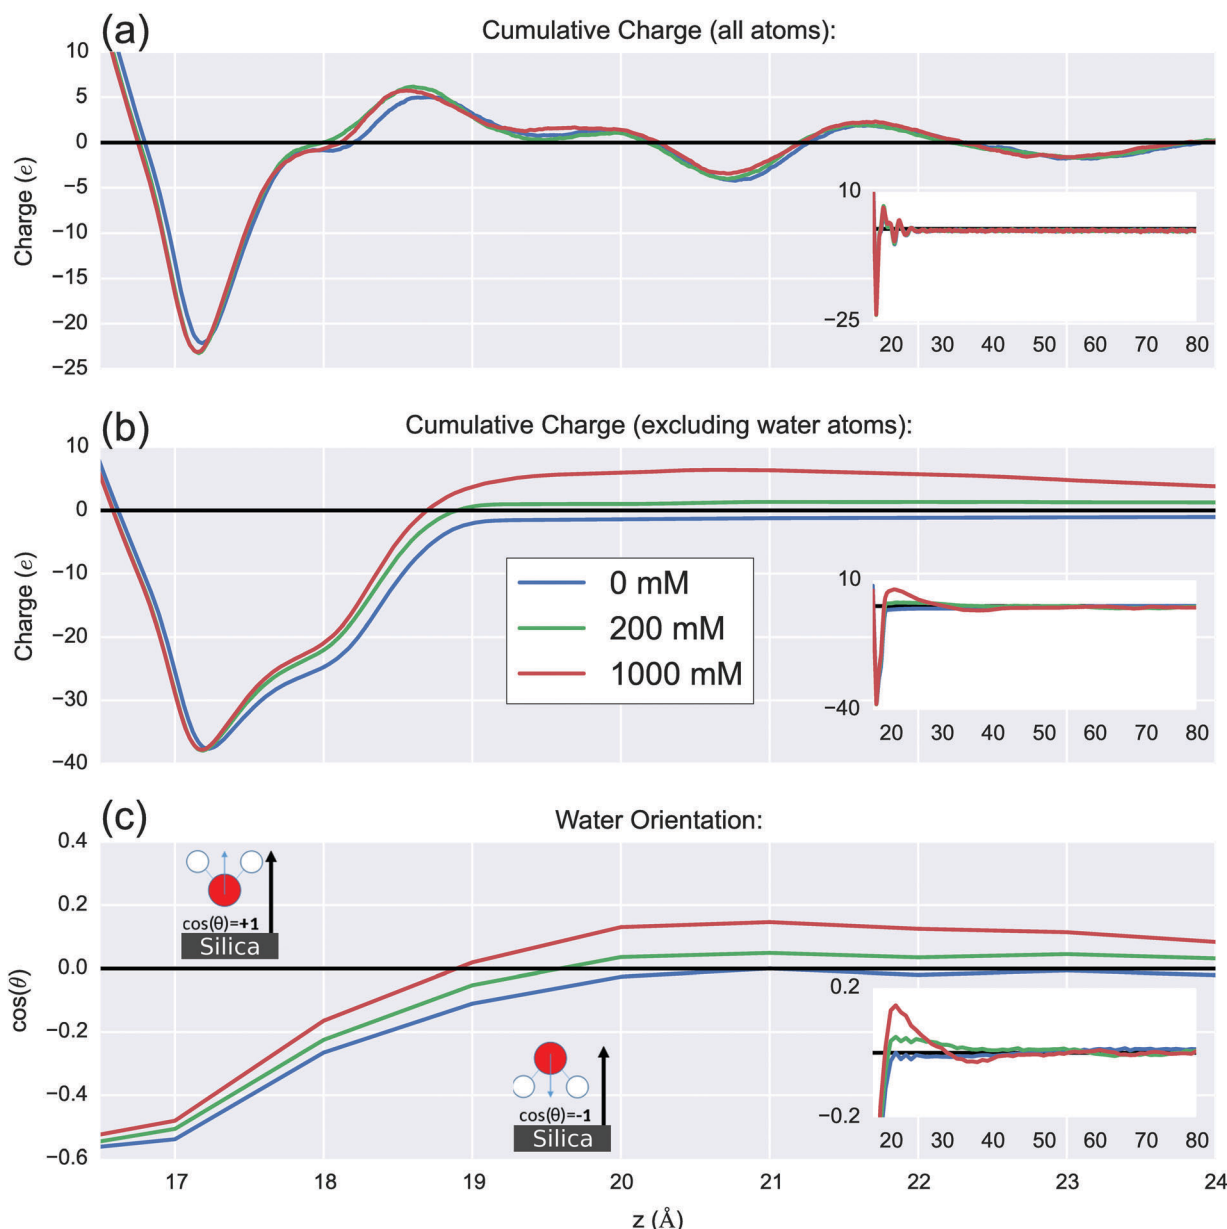 (a)
Cumulative Charge (all atoms):
10
5
0
−5
−10
−15
−20
−25
Charge (e)
10
−25
20 30 40 50 60 70 80
(b)
Cumulative Charge (excluding water atoms):
10
0
−10
−20
−30
−40
Charge (e)
0 mM
200 mM
1000 mM
10
−40
20 30 40 50 60 70 80
(c)
Water Orientation:
0.4
0.2
0.0
−0.2
−0.4
−0.6
cos(θ)
cos(θ)=+1
Silica
cos(θ)=-1
Silica
0.2
−0.2
20 30 40 50 60 70 80
17 18 19 20 21 22 23 24
z (Å)